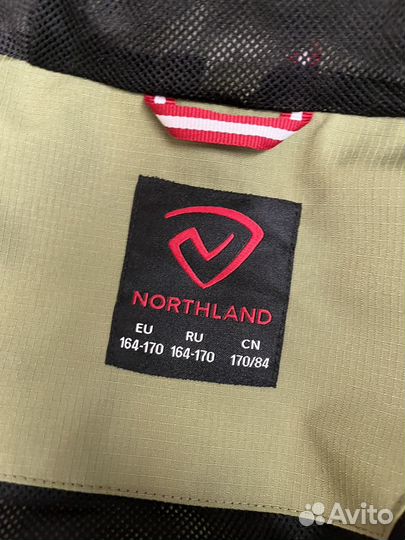 NORTHLAND
EU RU CN
164-170 164-170 170/84
Avito